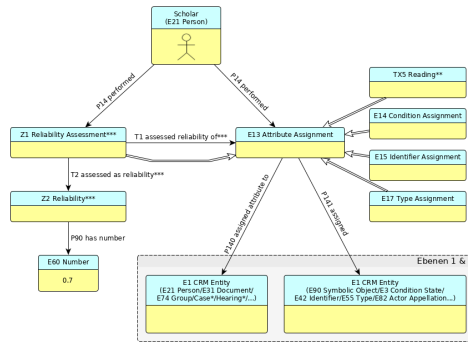 Scholar
(E21 Person)
P14 performed
P14 performed
TX5 Reading**
E14 Condition Assignment
Z1 Reliability Assessment***
T1 assessed reliability of***
E13 Attribute Assignment
E15 Identifier Assignment
T2 assessed as reliability***
Z2 Reliability***
E17 Type Assignment
P140 assigned attribute to
P141 assigned
P90 has number
E60 Number
0.7
Ebenen 1 &
E1 CRM Entity
(E21 Person/E31 Document/
E74 Group/Case*/Hearing*/...)
E1 CRM Entity
(E90 Symbolic Object/E3 Condition State/
E42 Identifier/E55 Type/E82 Actor Appellation...)